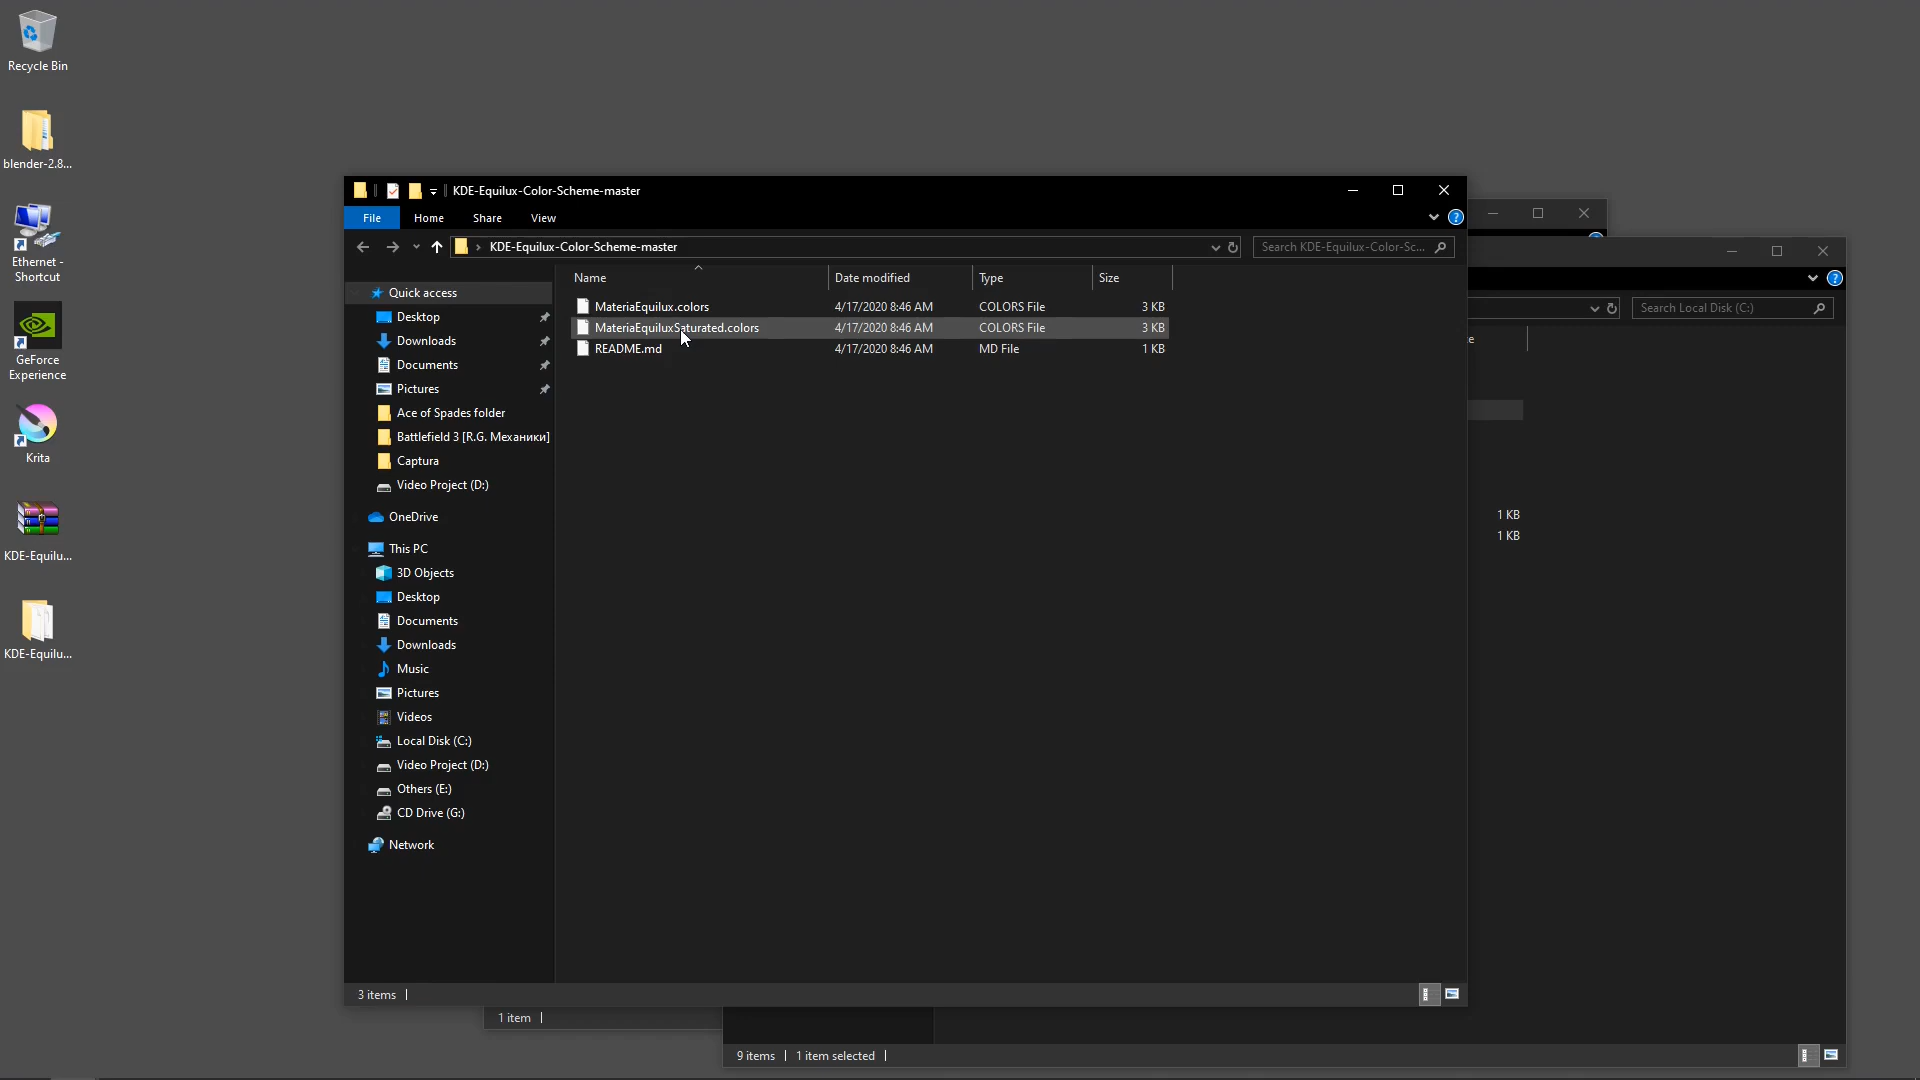 Recycle Bin
blender-2.8...
Ethernet -
Shortcut
GeForce
Experience
Krita
KDE-Equilu...
KDE-Equilu...
KDE-Equilux-Color-Scheme-master
File Home Share View
KDE-Equilux-Color-Scheme-master
Search KDE-Equilux-Color-Sc...
Name Date modified Type Size
MateriaEquilux.colors 4/17/2020 8:46 AM COLORS File 3 KB
MateriaEquiluxSaturated.colors 4/17/2020 8:46 AM COLORS File 3 KB
README.md 4/17/2020 8:46 AM MD File 1 KB
Quick access
Desktop
Downloads
Documents
Pictures
Ace of Spades folder
Battlefield 3 [R.G. Механики]
Captura
Video Project (D:)
OneDrive
This PC
3D Objects
Desktop
Documents
Downloads
Music
Pictures
Videos
Local Disk (C:)
Video Project (D:)
Others (E:)
CD Drive (G:)
Network
3 items
Search Local Disk (C:)
1 KB
1 KB
1 item
9 items 1 item selected